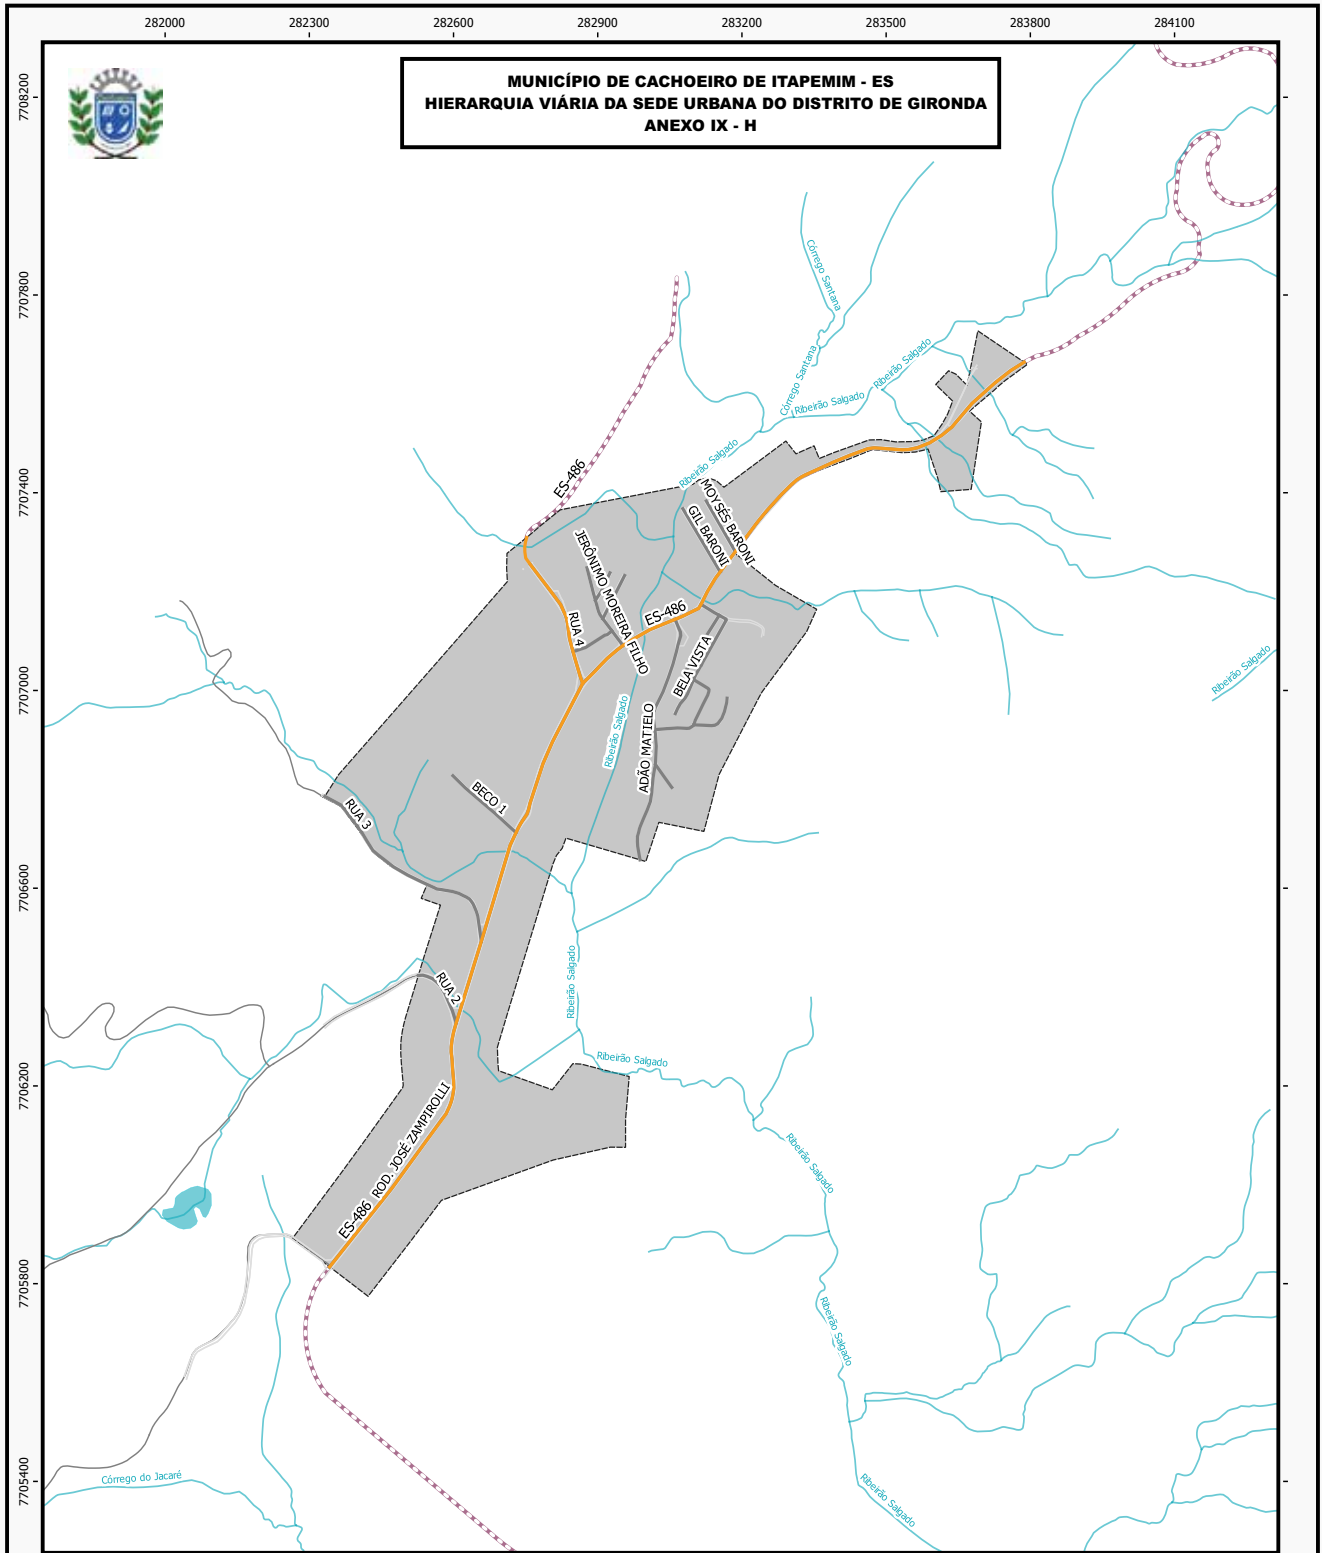 282000 282300 282600 282900 283200 283500 283800 284100
MUNICÍPIO DE CACHOEIRO DE ITAPEMIM - ES
HIERARQUIA VIÁRIA DA SEDE URBANA DO DISTRITO DE GIRONDA
ANEXO IX - H
7708200
7707800
7707400
7707000
7706600
7706200
7705800
7705400
Córrego Santana
Córrego Santana
Ribeirão Salgado
Ribeirão Salgado
Ribeirão Salgado
ES-486
MOYSÉS BARONI
GIL BARONI
JERÔNIMO MOREIRA FILHO
ES-486
RUA 4
BELA VISTA
Ribeirão Salgado
Ribeirão Salgado
ADÃO MATIELO
BECO 1
RUA 3
Ribeirão Salgado
RUA 2
Ribeirão Salgado
ROD. JOSÉ ZAMPIROLLI
ES-486
Ribeirão Salgado
Ribeirão Salgado
Córrego do Jacaré
Ribeirão Salgado